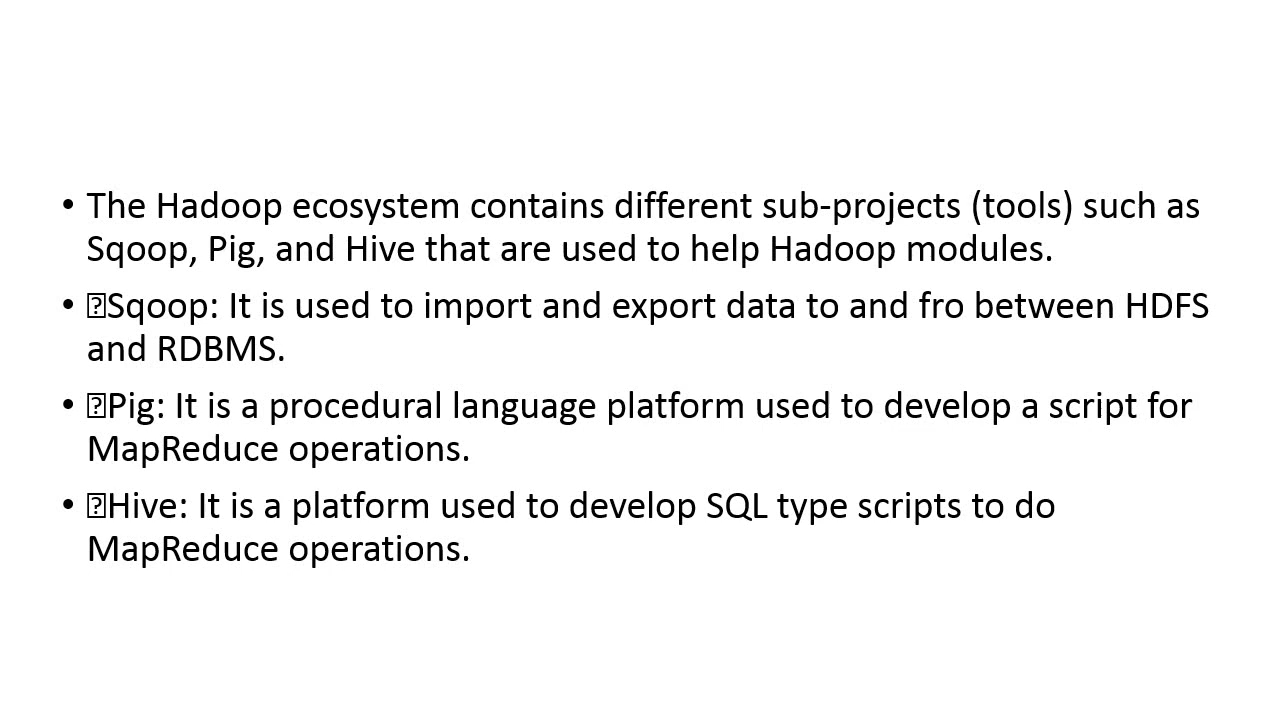 • The Hadoop ecosystem contains different sub-projects (tools) such as
Sqoop, Pig, and Hive that are used to help Hadoop modules.
• Sqoop: It is used to import and export data to and fro between HDFS
and RDBMS.
• Pig: It is a procedural language platform used to develop a script for
MapReduce operations.
• Hive: It is a platform used to develop SQL type scripts to do
MapReduce operations.